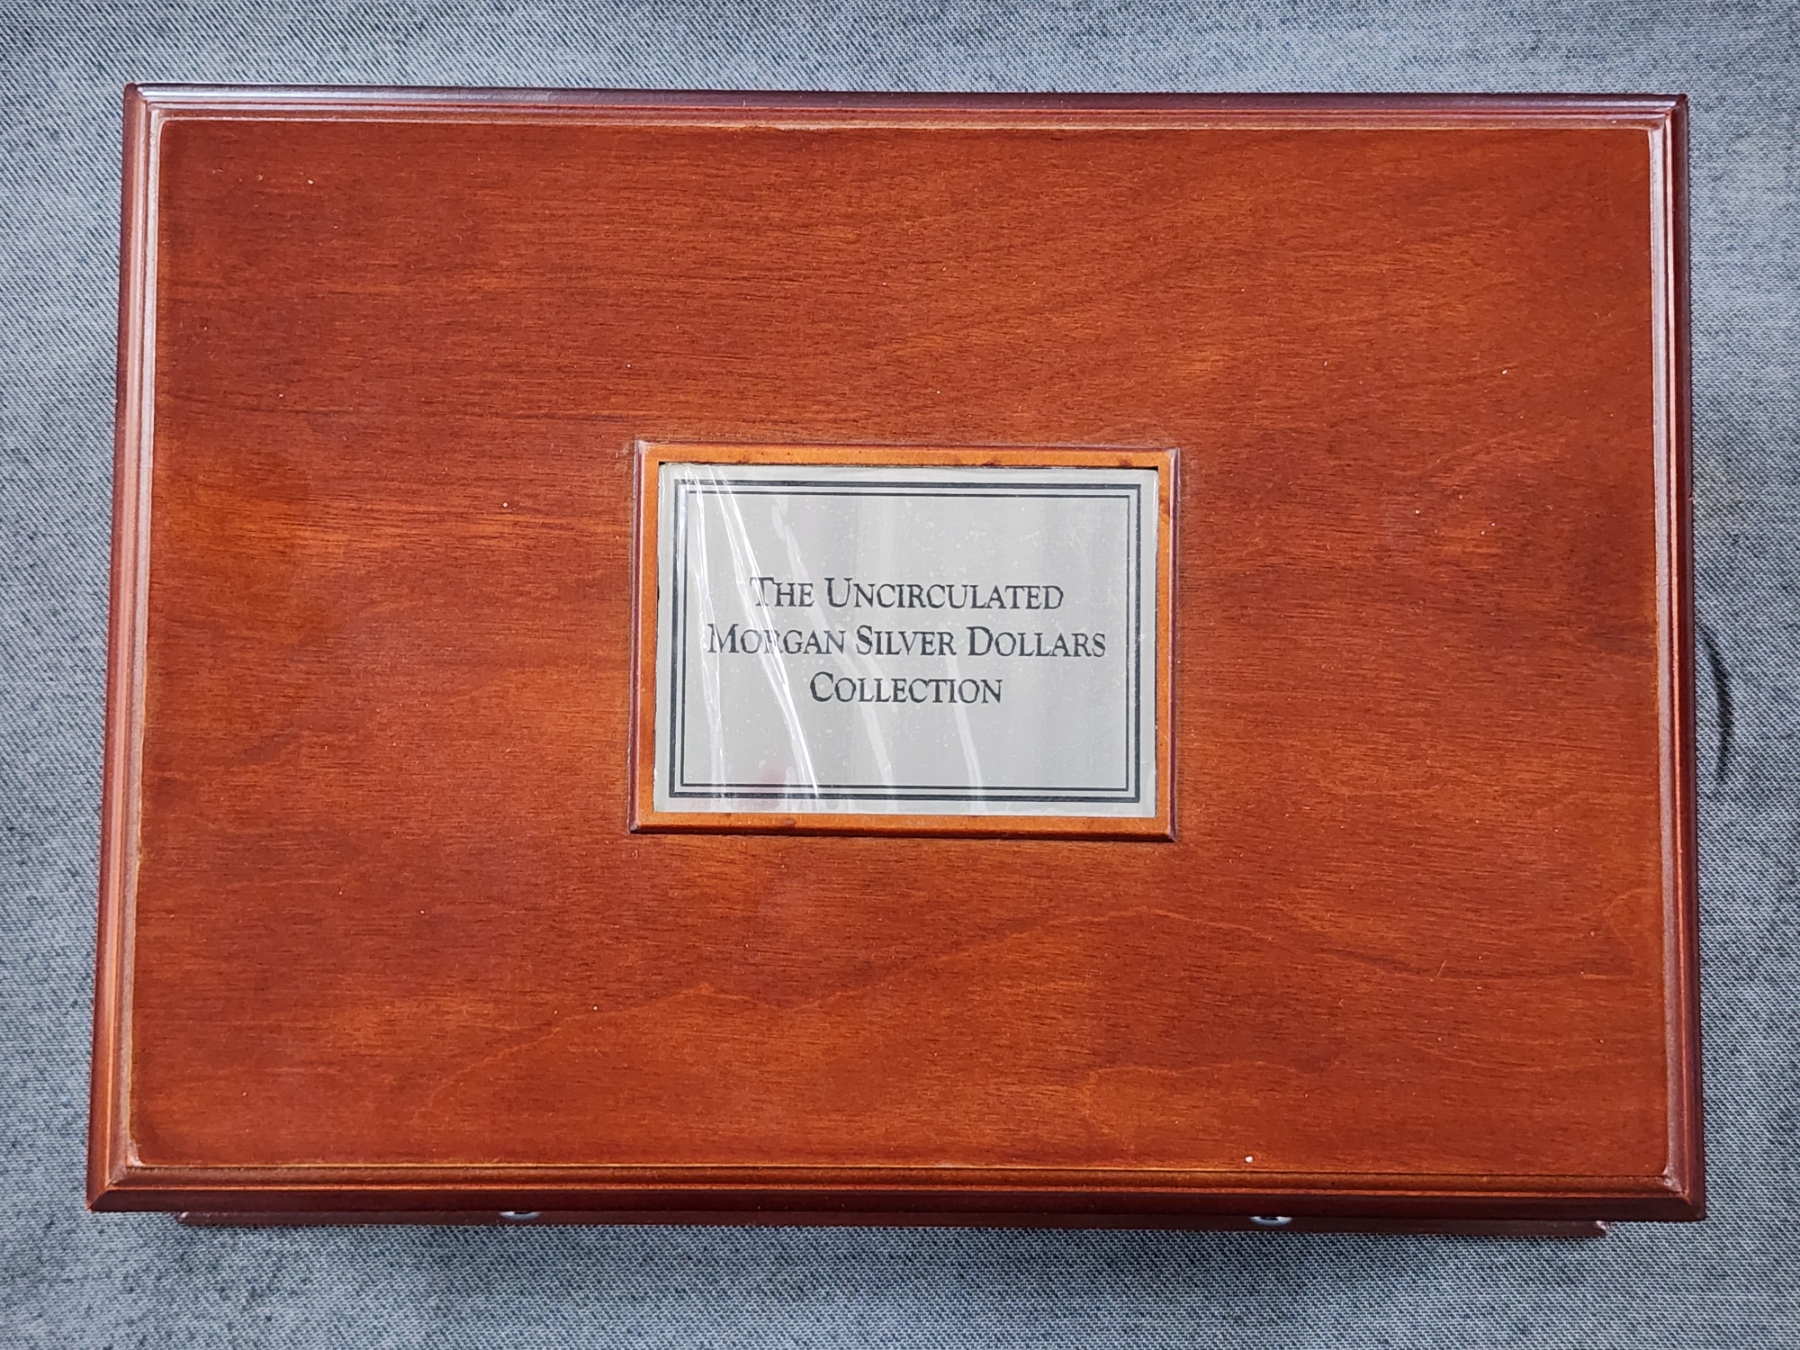 The Uncirculated
Morgan Silver Dollars
Collection